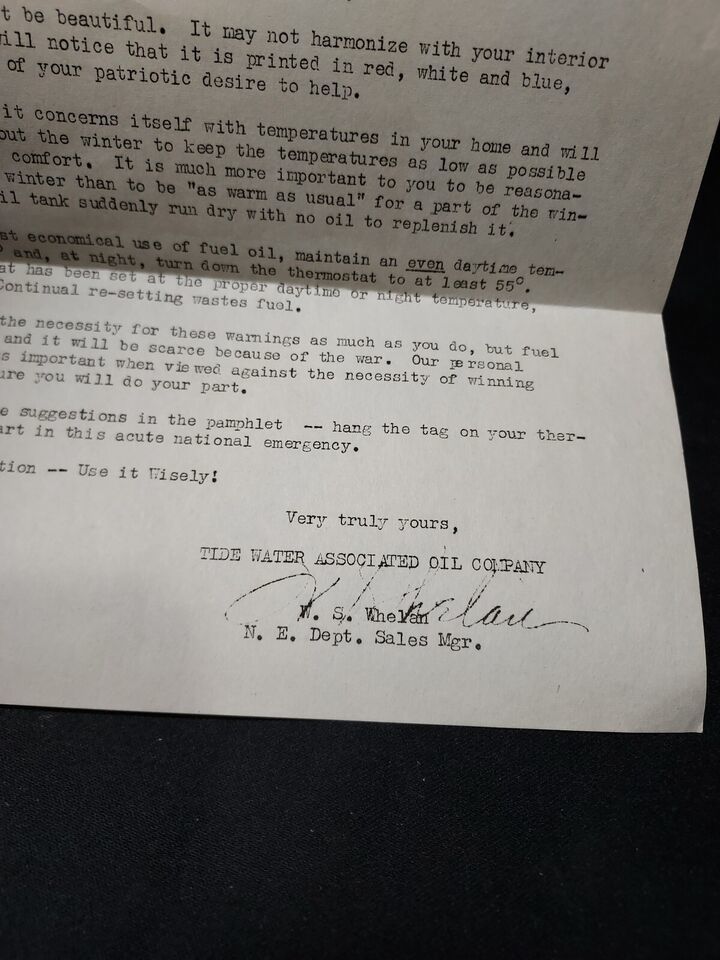 t be beautiful. It may not harmonize with your interior
ill notice that it is printed in red, white and blue,
of your patriotic desire to help.
it concerns itself with temperatures in your home and will
out the winter to keep the temperatures as low as possible
comfort. It is much more important to you to be reasona-
winter than to be "as warm as usual" for a part of the win-
il tank suddenly run dry with no oil to replenish it.
st economical use of fuel oil, maintain an even daytime tem-
° and, at night, turn down the thermostat to at least 55°.
at has been set at the proper daytime or night temperature,
Continual re-setting wastes fuel.
the necessity for these warnings as much as you do, but fuel
and it will be scarce because of the war. Our personal
s important when viewed against the necessity of winning
ure you will do your part.
e suggestions in the pamphlet -- hang the tag on your ther-
art in this acute national emergency.
tion -- Use it Wisely!
Very truly yours,
TIDE WATER ASSOCIATED OIL COMPANY
W. S. Whelan
W. S. Whelan
N. E. Dept. Sales Mgr.